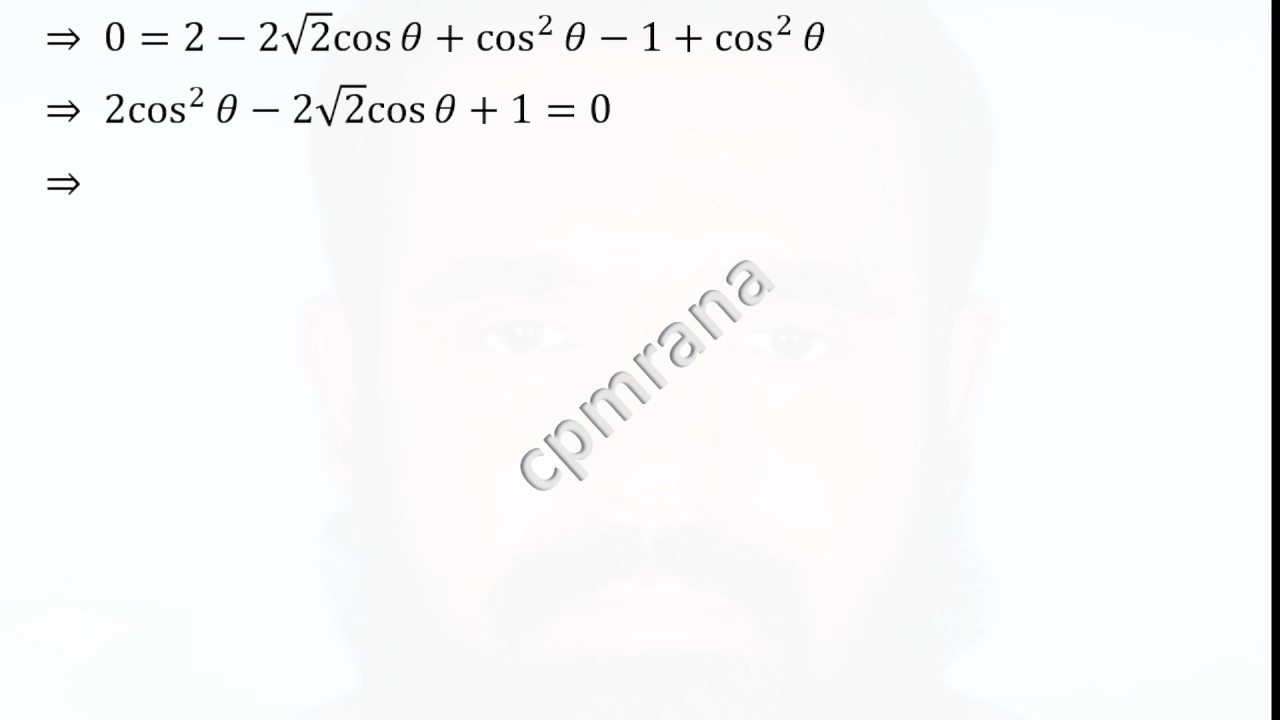 ⇒ 0 = 2 − 2√2cos θ + cos² θ − 1 + cos² θ
⇒ 2cos² θ − 2√2cos θ + 1 = 0
⇒
cpmrana